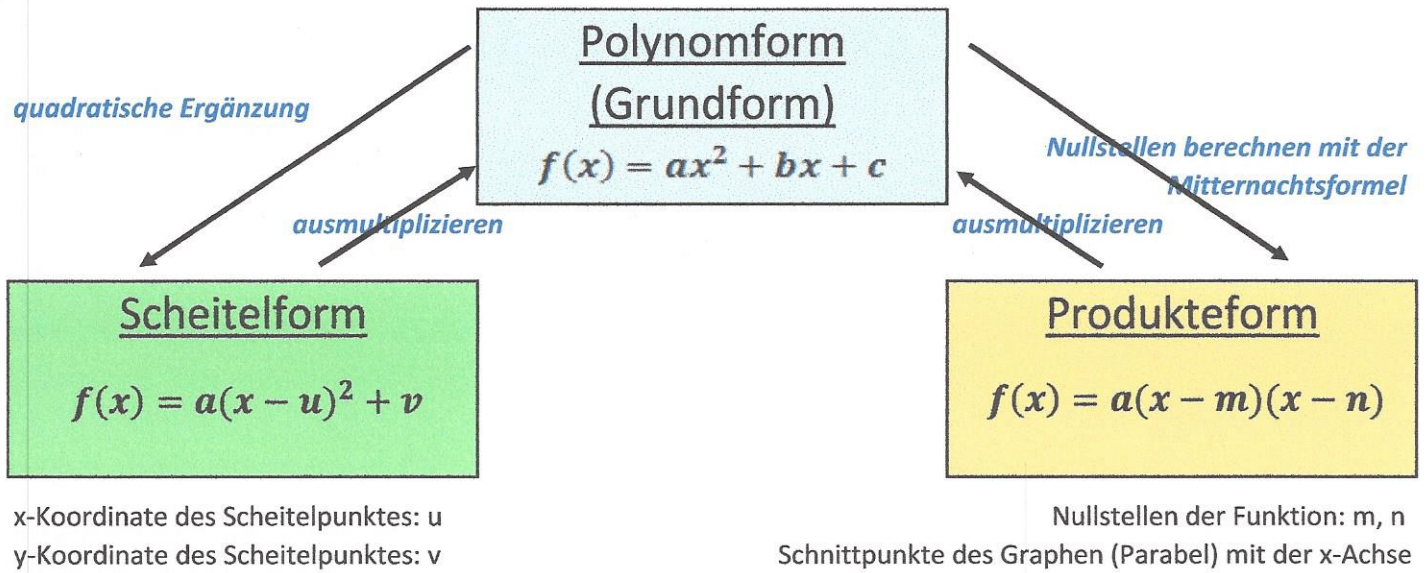 Polynomform
(Grundform)
f(x) = ax² + bx + c
quadratische Ergänzung
Nullstellen berechnen mit der
Mitternachtsformel
ausmultiplizieren
ausmultiplizieren
Scheitelform
f(x) = a(x − u)² + v
Produkteform
f(x) = a(x − m)(x − n)
x-Koordinate des Scheitelpunktes: u
y-Koordinate des Scheitelpunktes: v
Nullstellen der Funktion: m, n
Schnittpunkte des Graphen (Parabel) mit der x-Achse